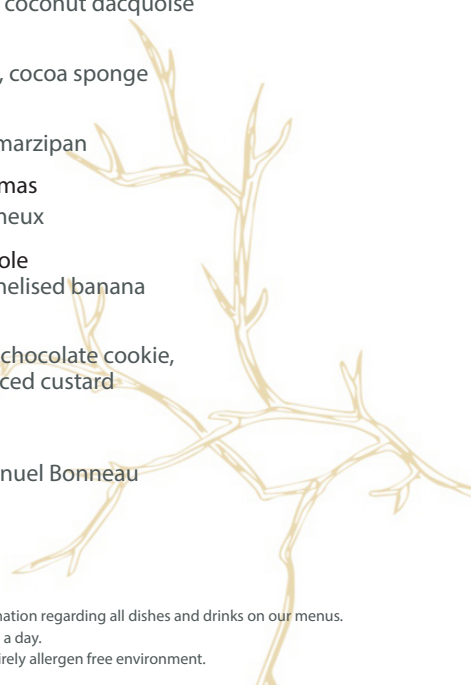 coconut dacquoise
, cocoa sponge
marzipan
mas
neux
ole
nelised banana
chocolate cookie,
ced custard
nuel Bonneau
nation regarding all dishes and drinks on our menus.
a day.
irely allergen free environment.